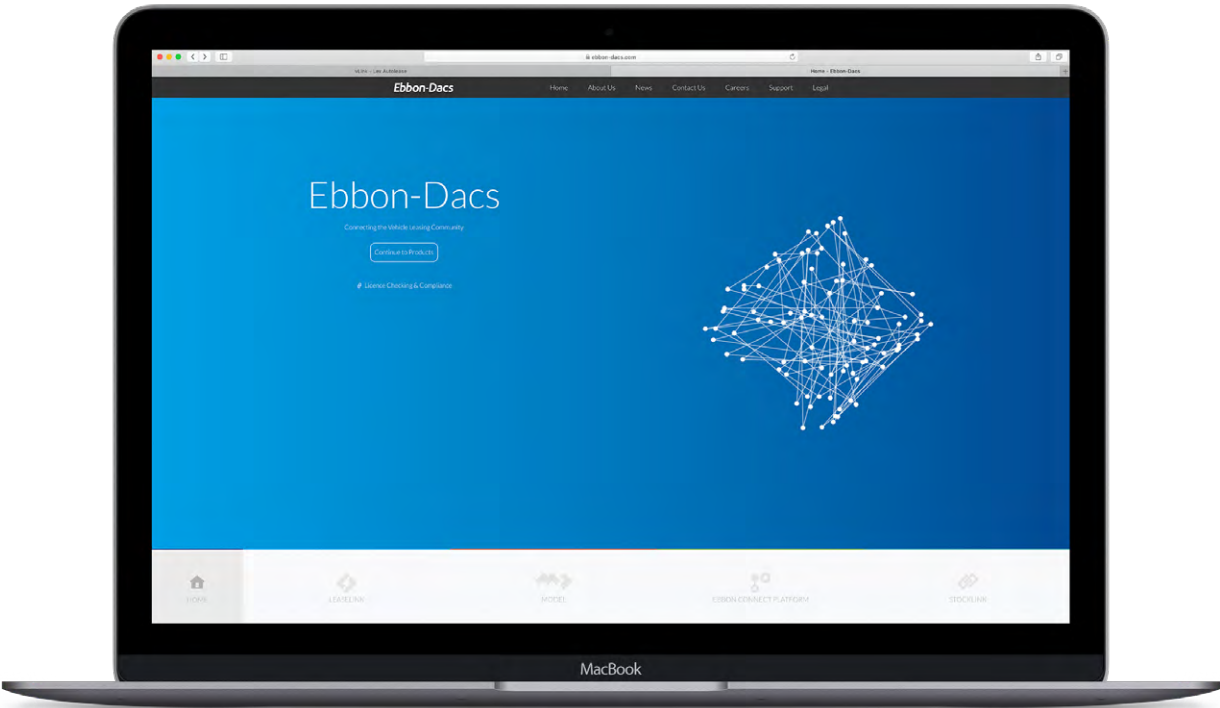 ebbon-dacs.com
Home - Ebbon-Dacs
Ebbon-Dacs
Home About Us News Contact Us Careers Support Legal
Ebbon-Dacs
Connecting the Vehicle Leasing Community
Continue to Products
Licence Checking & Compliance
HOME LEASELINK MODEL EBBON CONNECT PLATFORM STOCKLINK
MacBook